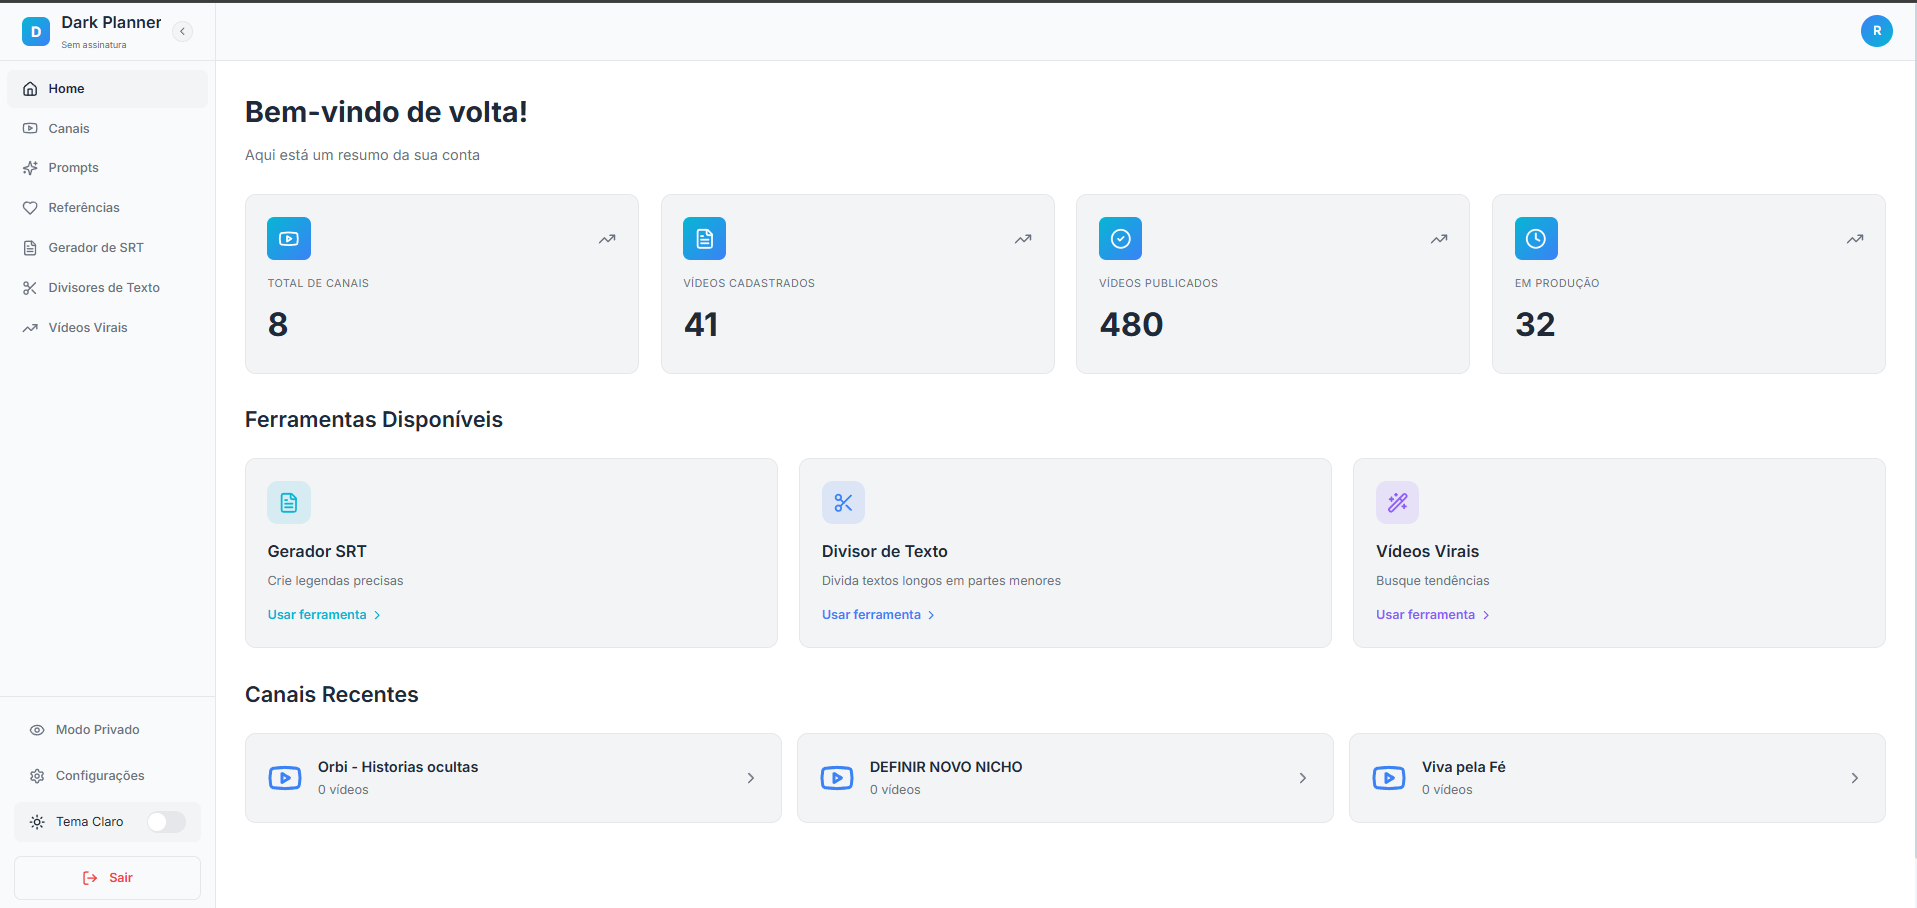 D
Dark Planner
Sem assinatura
R
Home
Canais
Prompts
Referências
Gerador de SRT
Divisores de Texto
Vídeos Virais
Modo Privado
Configurações
Tema Claro
Sair
Bem-vindo de volta!
Aqui está um resumo da sua conta
TOTAL DE CANAIS
8
VÍDEOS CADASTRADOS
41
VÍDEOS PUBLICADOS
480
EM PRODUÇÃO
32
Ferramentas Disponíveis
Gerador SRT
Crie legendas precisas
Usar ferramenta
Divisor de Texto
Divida textos longos em partes menores
Usar ferramenta
Vídeos Virais
Busque tendências
Usar ferramenta
Canais Recentes
Orbi - Historias ocultas
0 vídeos
DEFINIR NOVO NICHO
0 vídeos
Viva pela Fé
0 vídeos